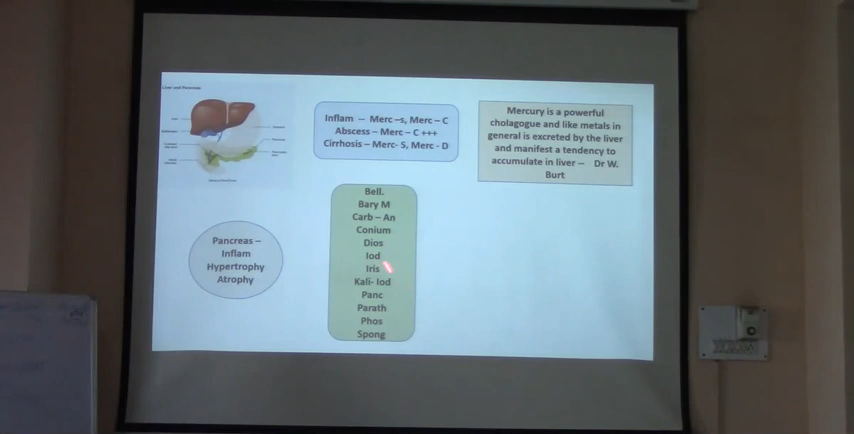 Liver and Pancreas
Inflam – Merc –s, Merc – C
Abscess – Merc – C +++
Cirrhosis – Merc- S, Merc - D
Mercury is a powerful
cholagogue and like metals in
general is excreted by the liver
and manifest a tendency to
accumulate in liver – Dr W.
Burt
Pancreas –
Inflam
Hypertrophy
Atrophy
Bell.
Bary M
Carb – An
Conium
Dios
Iod
Iris
Kali- Iod
Panc
Parath
Phos
Spong